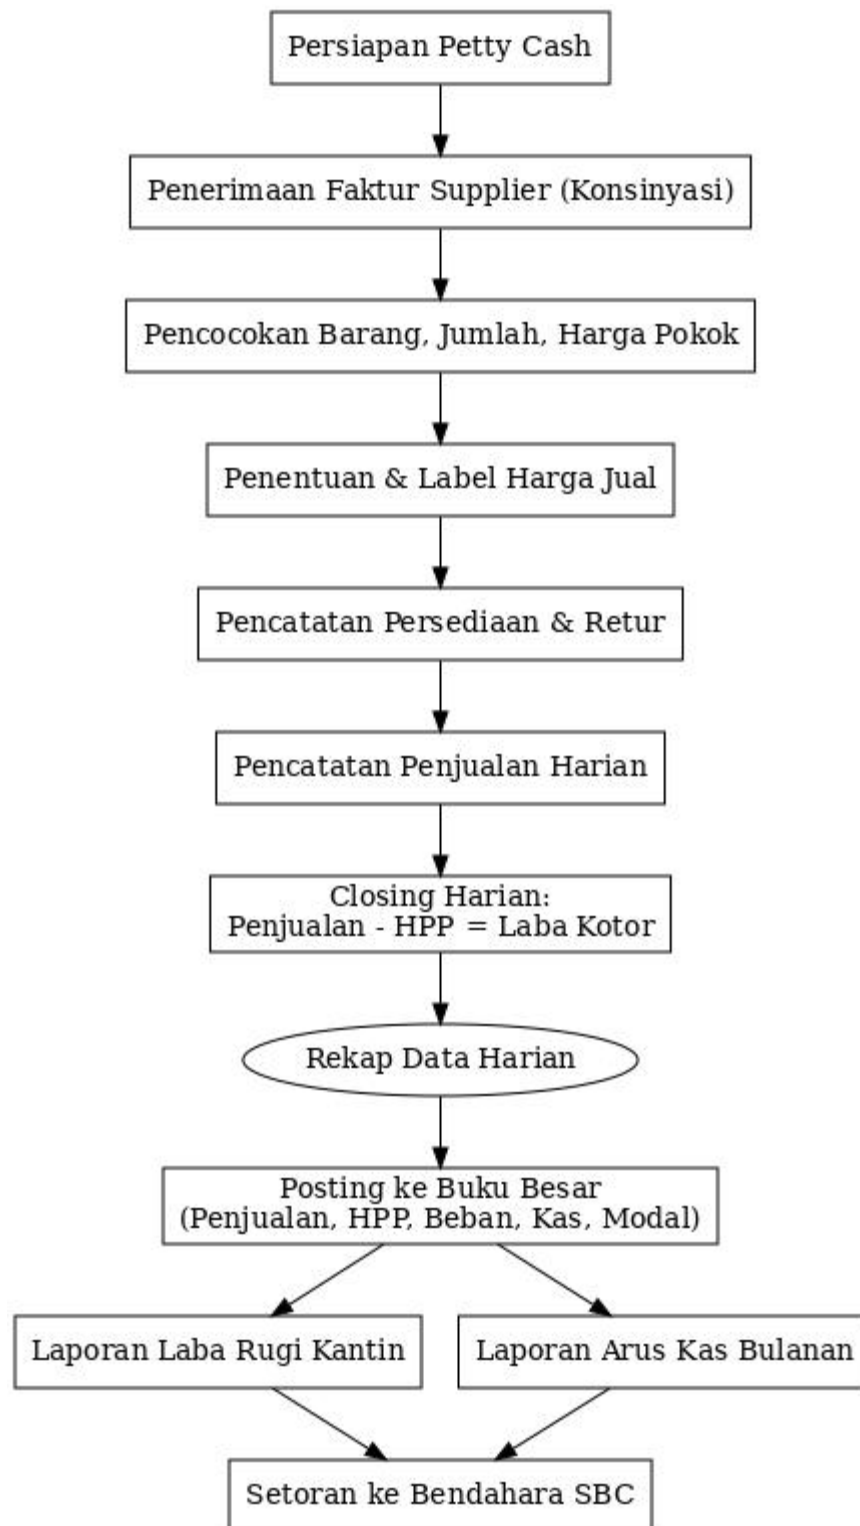 Persiapan Petty Cash
Penerimaan Faktur Supplier (Konsinyasi)
Pencocokan Barang, Jumlah, Harga Pokok
Penentuan & Label Harga Jual
Pencatatan Persediaan & Retur
Pencatatan Penjualan Harian
Closing Harian:
Penjualan - HPP = Laba Kotor
Rekap Data Harian
Posting ke Buku Besar
(Penjualan, HPP, Beban, Kas, Modal)
Laporan Laba Rugi Kantin
Laporan Arus Kas Bulanan
Setoran ke Bendahara SBC